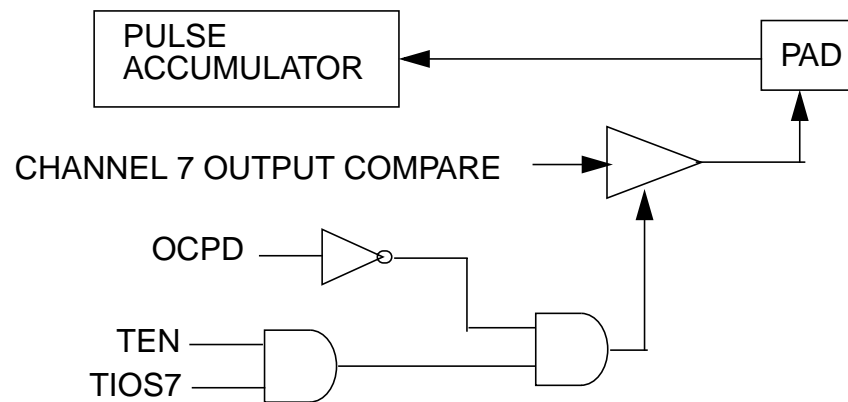 PULSE
ACCUMULATOR
PAD
CHANNEL 7 OUTPUT COMPARE
OCPD
TEN
TIOS7